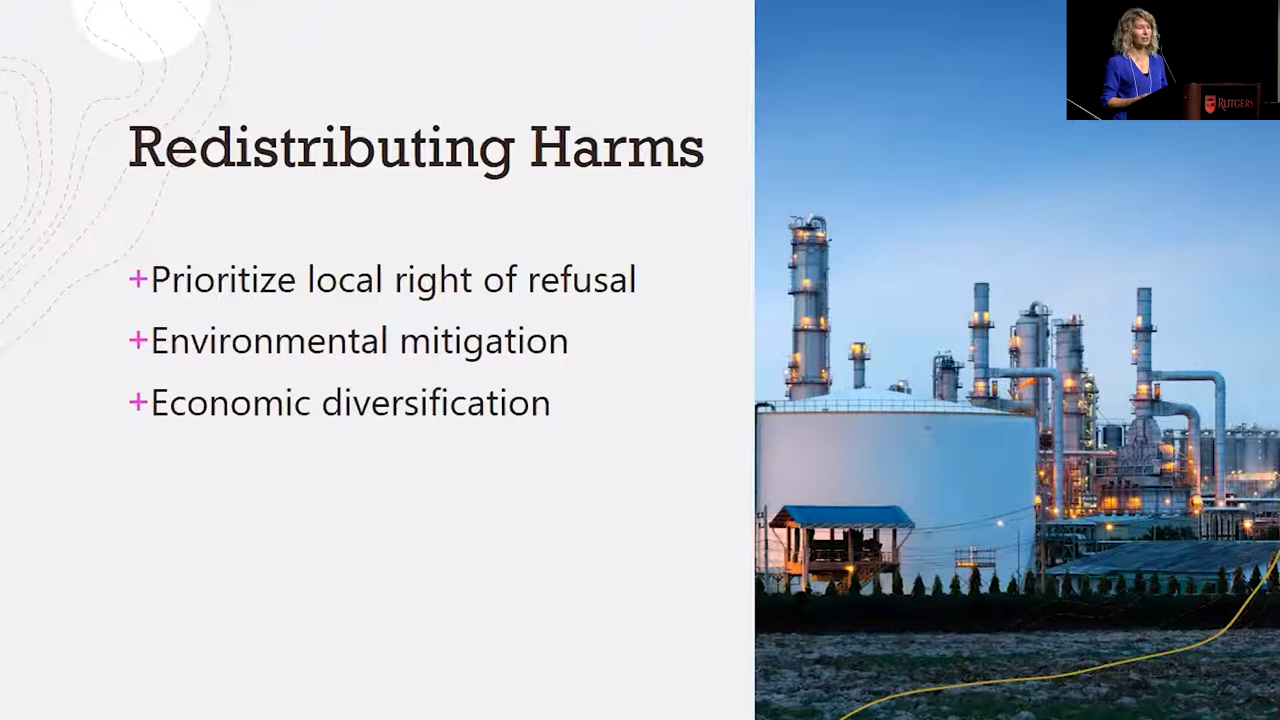 Redistributing Harms
+Prioritize local right of refusal
+Environmental mitigation
+Economic diversification
RUTGERS